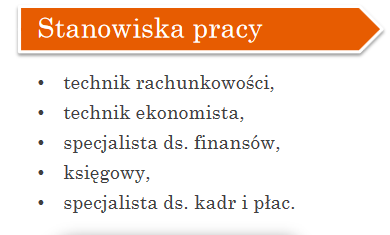 Stanowiska pracy
• technik rachunkowości,
• technik ekonomista,
• specjalista ds. finansów,
• księgowy,
• specjalista ds. kadr i płac.